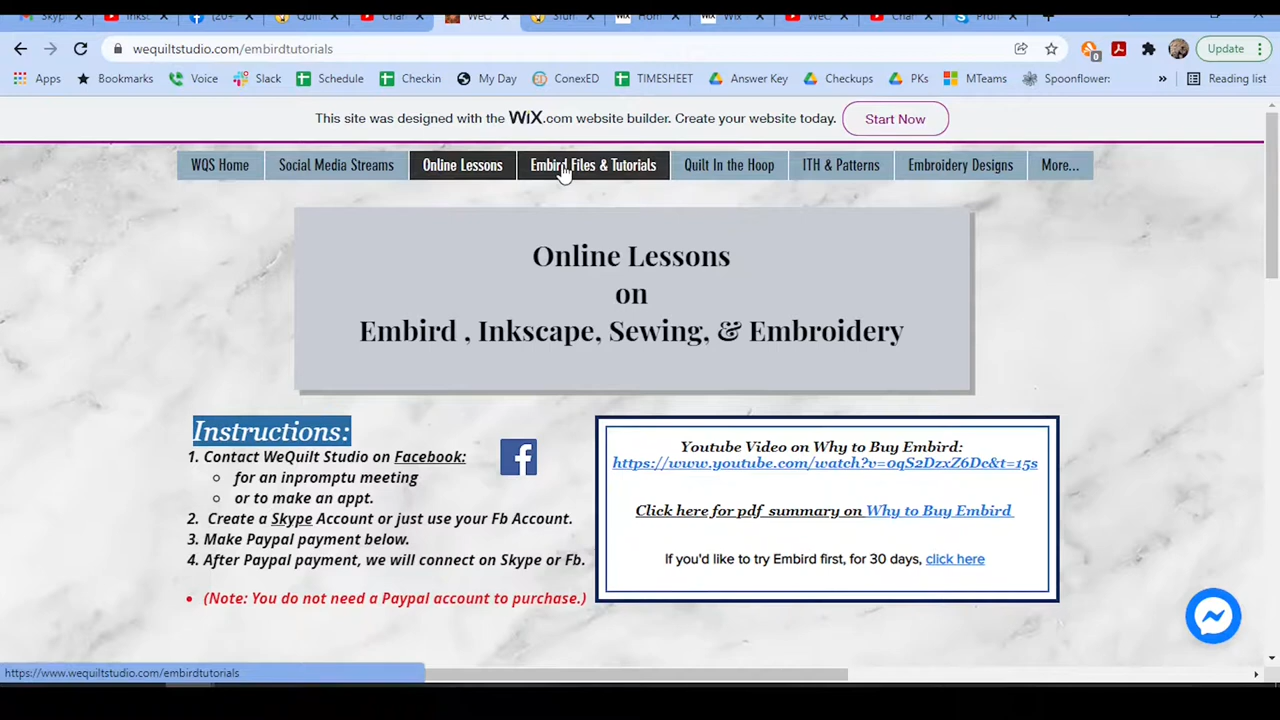 wequiltstudio.com/embirdtutorials
Update
Apps Bookmarks Voice Slack Schedule Checkin My Day ConexED TIMESHEET Answer Key Checkups PKs MTeams Spoonflower: » Reading list
This site was designed with the WiX.com website builder. Create your website today. Start Now
WQS Home Social Media Streams Online Lessons Embird Files & Tutorials Quilt In the Hoop ITH & Patterns Embroidery Designs More...
Online Lessons
on
Embird , Inkscape, Sewing, & Embroidery
Instructions:
1. Contact WeQuilt Studio on Facebook:
for an inpromptu meeting
or to make an appt.
2. Create a Skype Account or just use your Fb Account.
3. Make Paypal payment below.
4. After Paypal payment, we will connect on Skype or Fb.
(Note: You do not need a Paypal account to purchase.)
Youtube Video on Why to Buy Embird:
https://www.youtube.com/watch?v=0qS2DzxZ6Dc&t=15s
Click here for pdf summary on Why to Buy Embird
If you'd like to try Embird first, for 30 days, click here
https://www.wequiltstudio.com/embirdtutorials